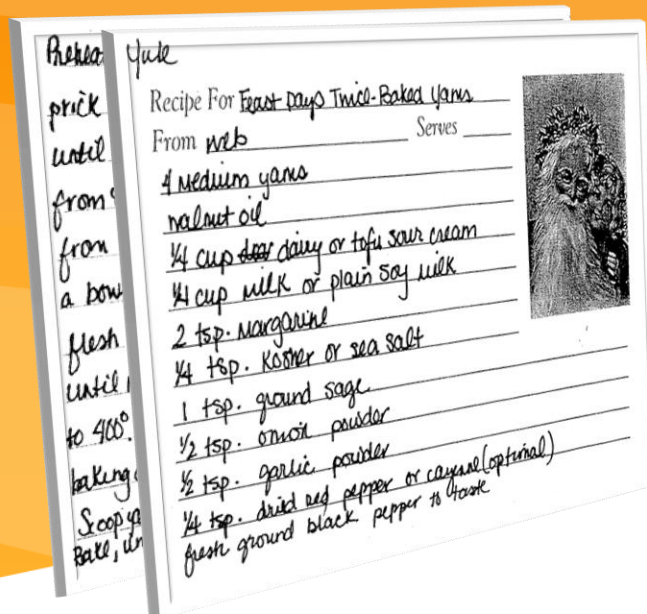 Yule
Recipe For Feast Days Twice-Baked Yams
From web Serves
4 medium yams
walnut oil
1/4 cup dairy or tofu sour cream
1/4 cup milk or plain soy milk
2 tsp. margarine
1/4 tsp. Kosher or sea salt
1 tsp. ground sage
1/2 tsp. onion powder
1/2 tsp. garlic powder
1/4 tsp. dried red pepper or cayenne (optional)
fresh ground black pepper to taste
Prehea
prick
until
from
from
a bow
flesh
until
to 400°.
baking
Scoop ya
Bake, un